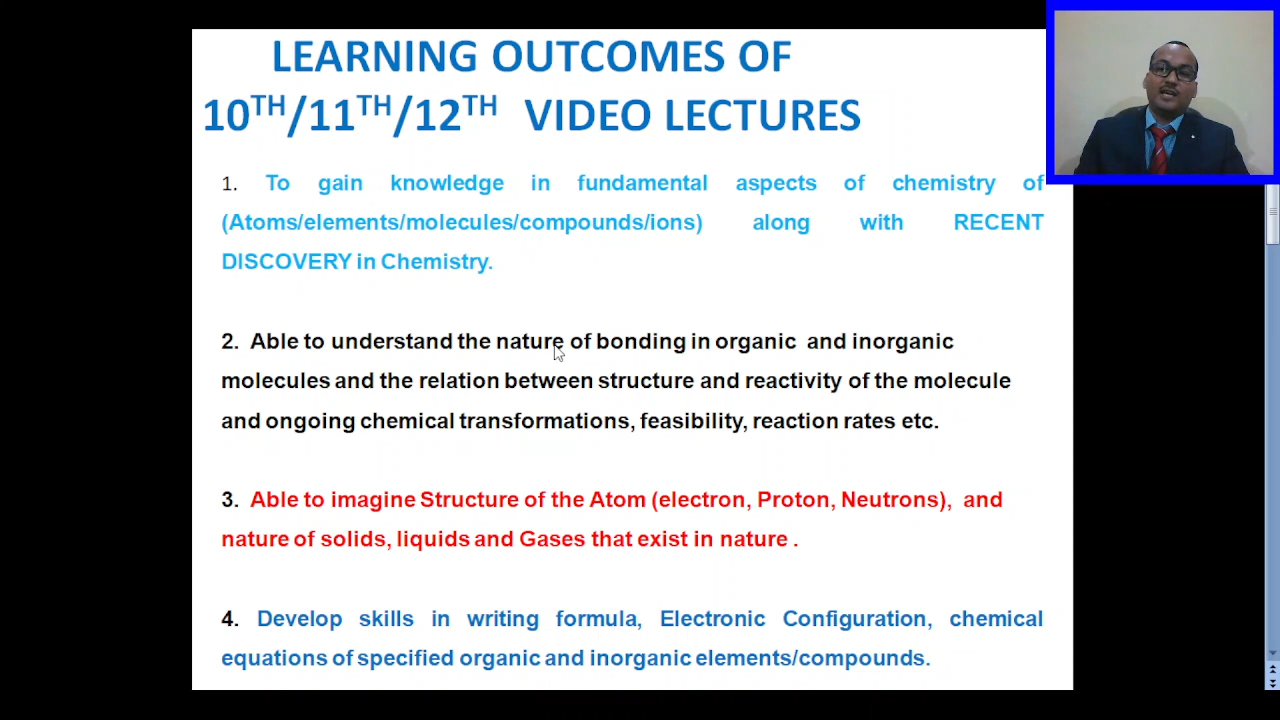 LEARNING OUTCOMES OF
10TH/11TH/12TH VIDEO LECTURES
1. To gain knowledge in fundamental aspects of chemistry of
(Atoms/elements/molecules/compounds/ions) along with RECENT
DISCOVERY in Chemistry.
2. Able to understand the nature of bonding in organic and inorganic
molecules and the relation between structure and reactivity of the molecule
and ongoing chemical transformations, feasibility, reaction rates etc.
3. Able to imagine Structure of the Atom (electron, Proton, Neutrons), and
nature of solids, liquids and Gases that exist in nature .
4. Develop skills in writing formula, Electronic Configuration, chemical
equations of specified organic and inorganic elements/compounds.